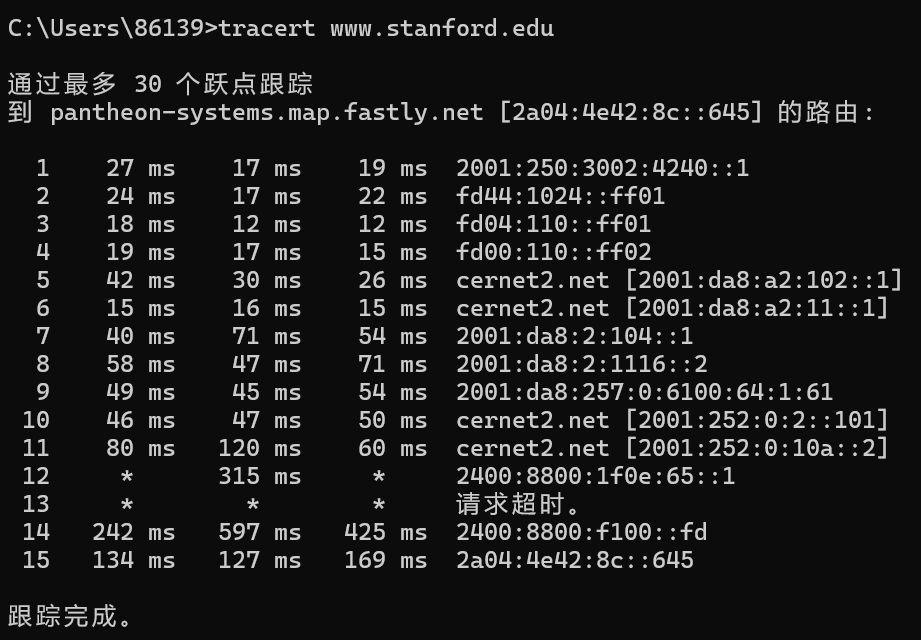 C:\Users\86139>tracert www.stanford.edu
通过最多 30 个跃点跟踪
到 pantheon-systems.map.fastly.net [2a04:4e42:8c::645] 的路由:
1 27 ms 17 ms 19 ms 2001:250:3002:4240::1
2 24 ms 17 ms 22 ms fd44:1024::ff01
3 18 ms 12 ms 12 ms fd04:110::ff01
4 19 ms 17 ms 15 ms fd00:110::ff02
5 42 ms 30 ms 26 ms cernet2.net [2001:da8:a2:102::1]
6 15 ms 16 ms 15 ms cernet2.net [2001:da8:a2:11::1]
7 40 ms 71 ms 54 ms 2001:da8:2:104::1
8 58 ms 47 ms 71 ms 2001:da8:2:1116::2
9 49 ms 45 ms 54 ms 2001:da8:257:0:6100:64:1:61
10 46 ms 47 ms 50 ms cernet2.net [2001:252:0:2::101]
11 80 ms 120 ms 60 ms cernet2.net [2001:252:0:10a::2]
12 * 315 ms * 2400:8800:1f0e:65::1
13 * * * 请求超时。
14 242 ms 597 ms 425 ms 2400:8800:f100::fd
15 134 ms 127 ms 169 ms 2a04:4e42:8c::645
跟踪完成。